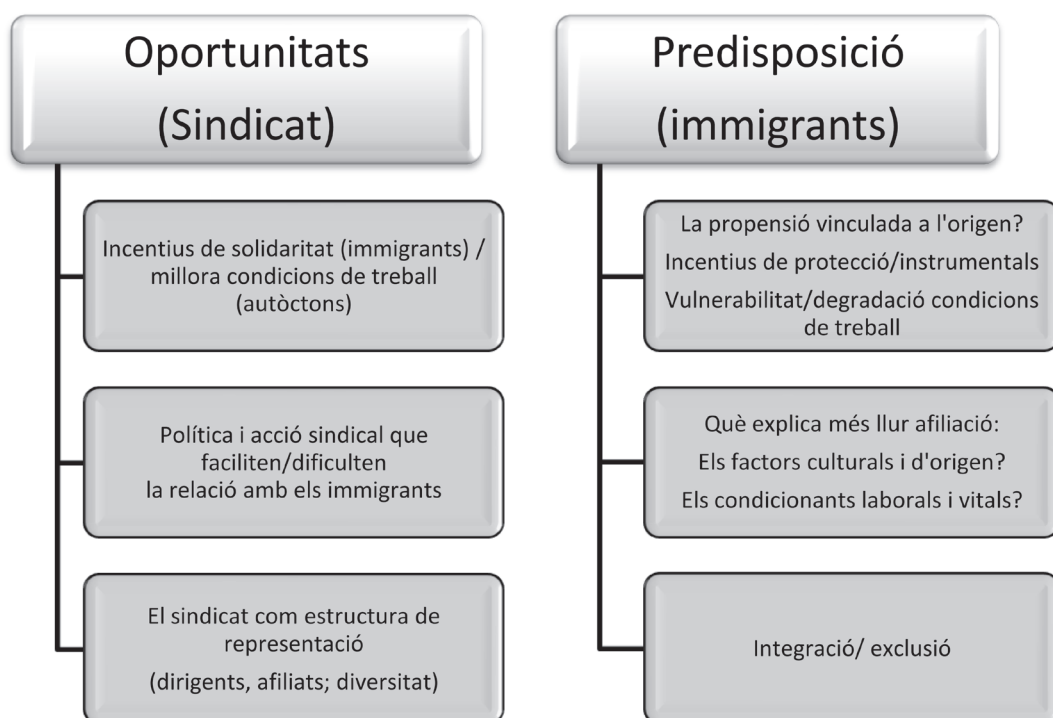 Oportunitats
(Sindicat)
Incentius de solidaritat (immigrants) /
millora condicions de treball
(autòctons)
Política i acció sindical que
faciliten/dificulten
la relació amb els immigrants
El sindicat com estructura de
representació
(dirigents, afiliats; diversitat)
Predisposició
(immigrants)
La propensió vinculada a l'origen?
Incentius de protecció/instrumentals
Vulnerabilitat/degradació condicions
de treball
Què explica més llur afiliació:
Els factors culturals i d'origen?
Els condicionants laborals i vitals?
Integració/ exclusió